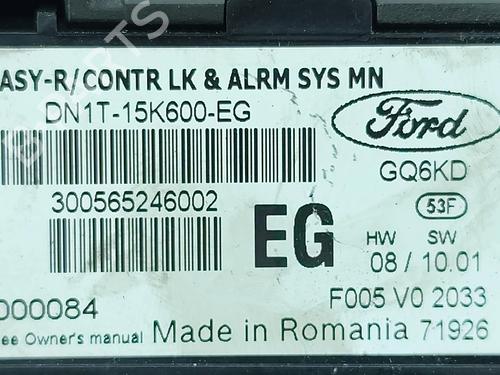 ASY-R/CONTR LK & ALRM SYS MN
DN1T-15K600-EG
Ford
GQ6KD
300565246002
EG
53F
HW SW
08 / 10.01
000084
F005 V0 2033
ee Owner's manual Made in Romania 71926